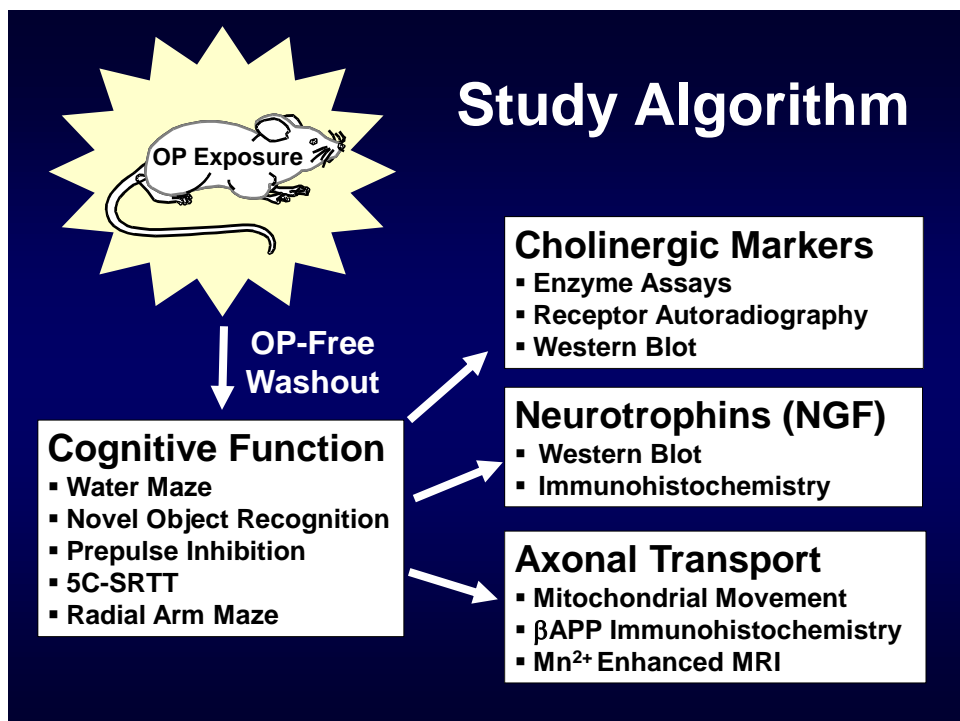 Study Algorithm
OP Exposure
OP-Free
Washout
Cognitive Function
▪ Water Maze
▪ Novel Object Recognition
▪ Prepulse Inhibition
▪ 5C-SRTT
▪ Radial Arm Maze
Cholinergic Markers
▪ Enzyme Assays
▪ Receptor Autoradiography
▪ Western Blot
Neurotrophins (NGF)
▪ Western Blot
▪ Immunohistochemistry
Axonal Transport
▪ Mitochondrial Movement
▪ βAPP Immunohistochemistry
▪ Mn²⁺ Enhanced MRI